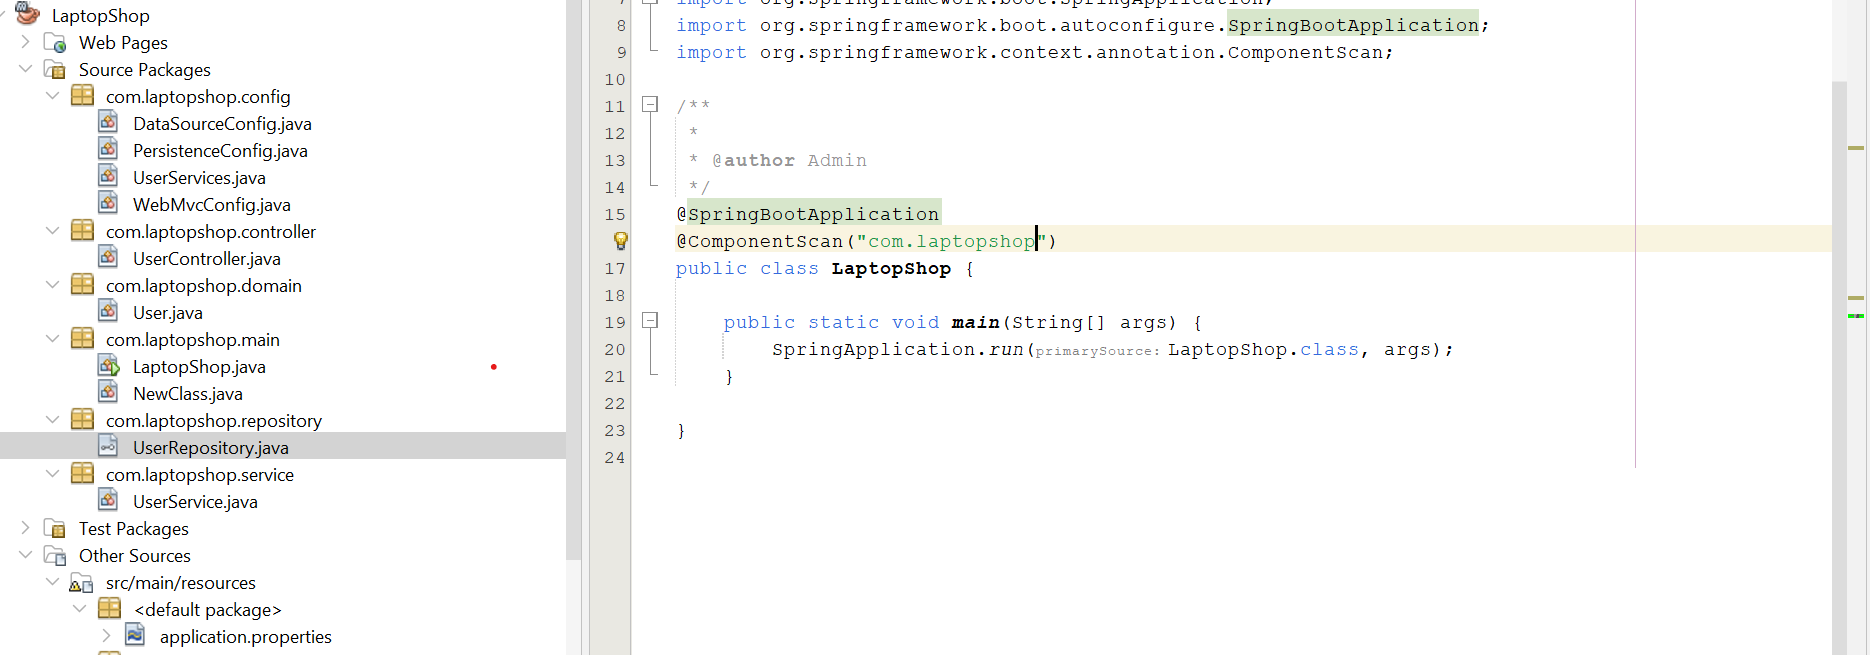 LaptopShop
Web Pages
Source Packages
com.laptopshop.config
DataSourceConfig.java
PersistenceConfig.java
UserServices.java
WebMvcConfig.java
com.laptopshop.controller
UserController.java
com.laptopshop.domain
User.java
com.laptopshop.main
LaptopShop.java
NewClass.java
com.laptopshop.repository
UserRepository.java
com.laptopshop.service
UserService.java
Test Packages
Other Sources
src/main/resources
<default package>
application.properties
7 import org.springframework.boot.SpringApplication;
8 import org.springframework.boot.autoconfigure.SpringBootApplication;
9 import org.springframework.context.annotation.ComponentScan;
10
11 /**
12 *
13 * @author Admin
14 */
15 @SpringBootApplication
@ComponentScan("com.laptopshop")
17 public class LaptopShop {
18
19 public static void main(String[] args) {
20 SpringApplication.run(primarySource: LaptopShop.class, args);
21 }
22
23 }
24